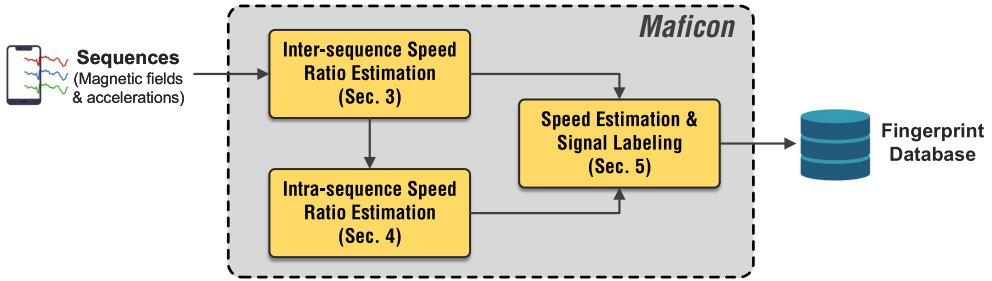 Maficon
Sequences
(Magnetic fields
& accelerations)
Inter-sequence Speed
Ratio Estimation
(Sec. 3)
Intra-sequence Speed
Ratio Estimation
(Sec. 4)
Speed Estimation &
Signal Labeling
(Sec. 5)
Fingerprint
Database